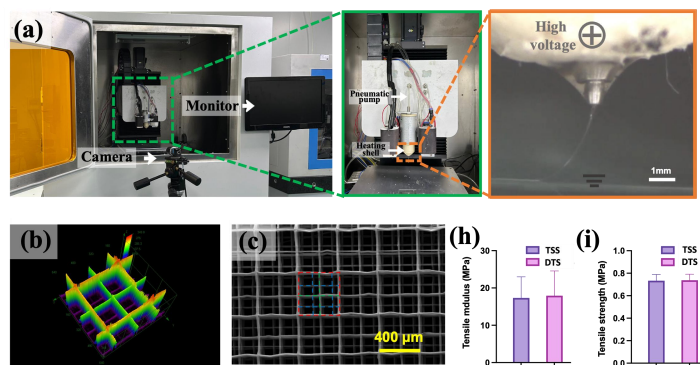 (a)
Monitor
Camera
Pneumatic
pump
Heating
shell
High
voltage
1mm
(b)
(c)
400 μm
(h)
TSS
DTS
Tensile mdulus (MPa)
30
20
10
0
(i)
TSS
DTS
Tensile strength (MPa)
1.0
0.8
0.6
0.4
0.2
0.0